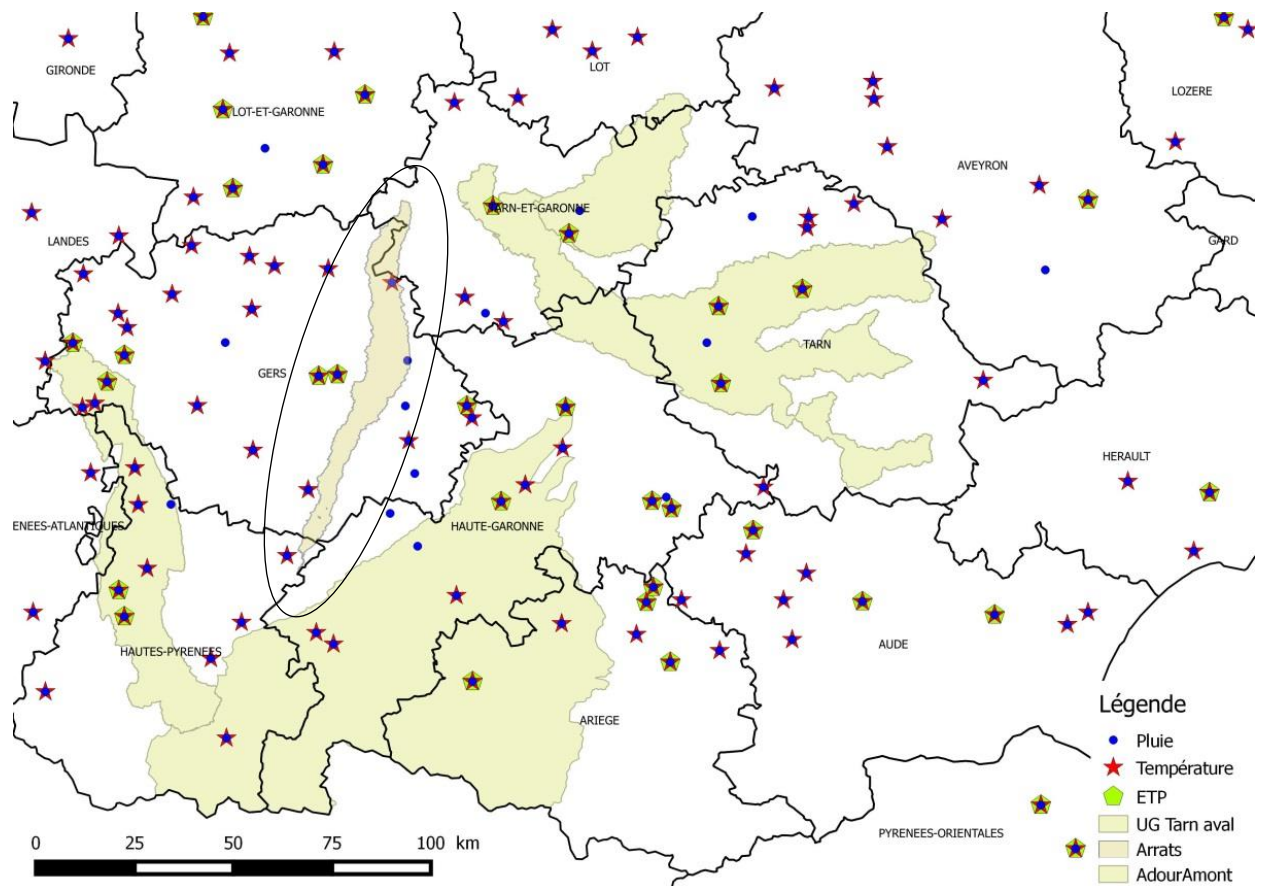 GIRONDE
LOT
LOT-ET-GARONNE
LOZERE
AVEYRON
TARN-ET-GARONNE
LANDES
GARD
TARN
GERS
HERAULT
ENEES-ATLANTIQUES
HAUTE-GARONNE
HAUTES-PYRENEES
AUDE
ARIEGE
PYRENEES-ORIENTALES
Légende
Pluie
Température
ETP
UG Tarn aval
Arrats
AdourAmont
0 25 50 75 100 km